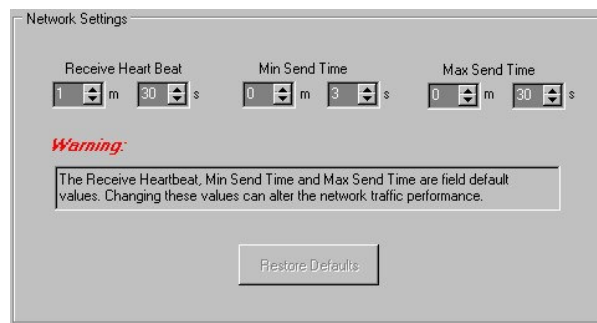 Network Settings
Receive Heart Beat Min Send Time Max Send Time
1 m 30 s 0 m 3 s 0 m 30 s
Warning:
The Receive Heartbeat, Min Send Time and Max Send Time are field default
values. Changing these values can alter the network traffic performance.
Restore Defaults